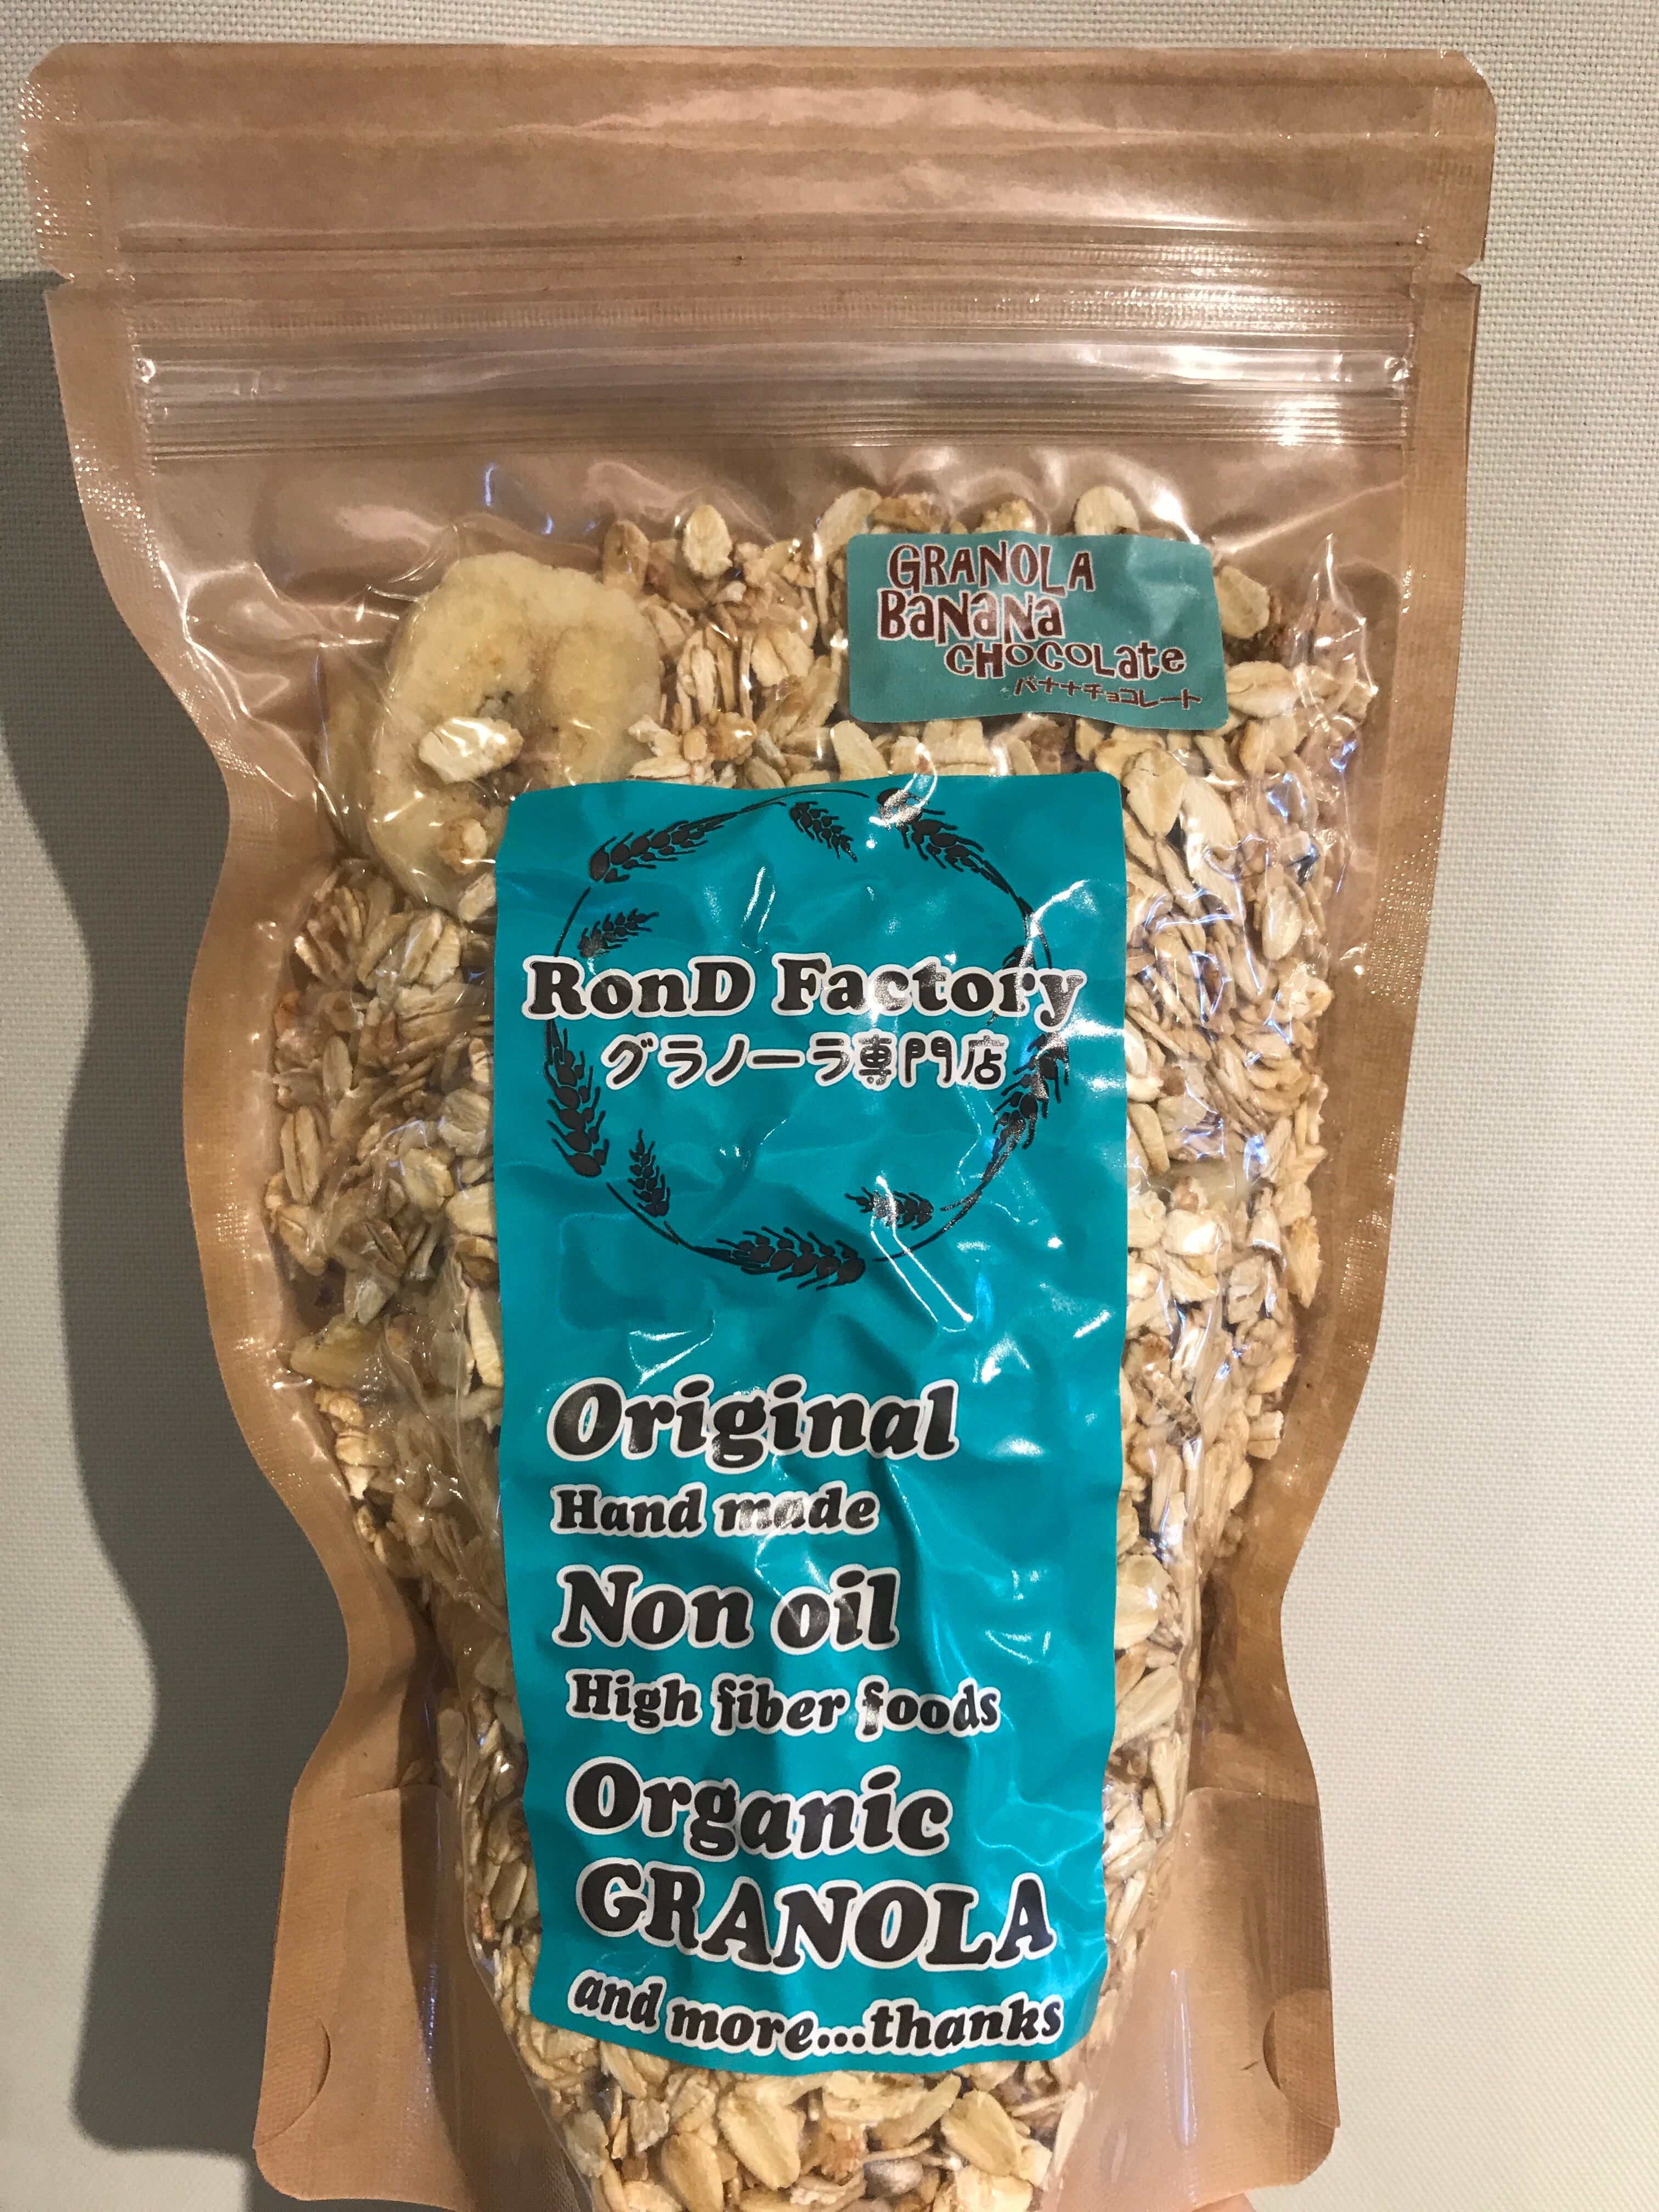 GRANOLA
BaNaNa
CHOCOLate
バナナチョコレート
RonD Factory
グラノーラ専門店
Original
Hand made
Non oil
High fiber foods
Organic
GRANOLA
and more...thanks